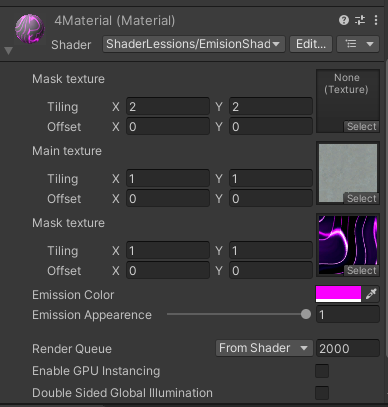 4Material (Material)
Shader ShaderLessions/EmisionShad Edit...
Mask texture
None
(Texture)
Tiling X 2 Y 2
Offset X 0 Y 0
Select
Main texture
Tiling X 1 Y 1
Offset X 0 Y 0
Select
Mask texture
Tiling X 1 Y 1
Offset X 0 Y 0
Select
Emission Color
Emission Appearence 1
Render Queue From Shader 2000
Enable GPU Instancing
Double Sided Global Illumination